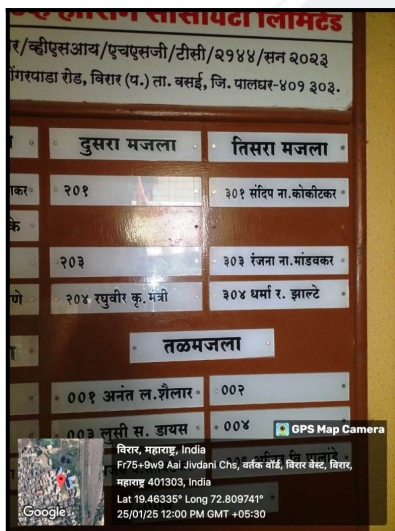 हौसिंग सोसायटी लिमिटेड
र/व्हीएसआय/एचएसजी/टीसी/२१४४/सन २०२३
ोंगरपाडा रोड, विरार (प.) ता. वसई, जि. पालघर-४०१ ३०३.
दुसरा मजला तिसरा मजला
कर २०१ ३०१ संदिप ना.कोकीटकर
के
२०३ ३०३ रंजना ना.मांडवकर
णे २०४ रघुवीर कृ. मंत्री ३०४ धर्मा र. झाल्टे
तळमजला
००१ अनंत ल.शैलार ००२
००३ लुसी स. डायस ००४
GPS Map Camera
विरार, महाराष्ट्र, India
Fr75+9w9 Aai Jivdani Chs, वर्तक वॉर्ड, विरार वेस्ट, विरार,
महाराष्ट्र 401303, India
Lat 19.46335° Long 72.809741°
25/01/25 12:00 PM GMT +05:30
Google